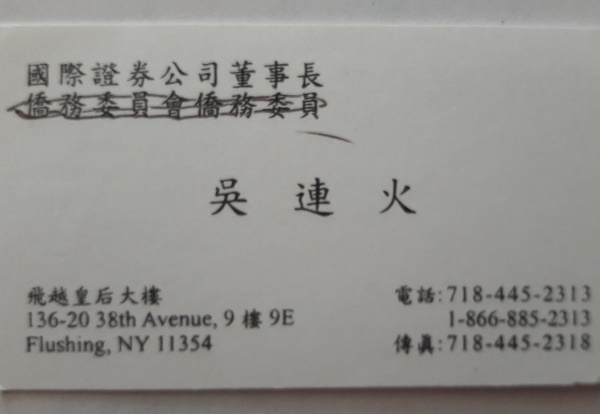 國際證券公司董事長
僑務委員會僑務委員
吳連火
飛越皇后大樓
136-20 38th Avenue, 9 樓 9E
Flushing, NY 11354
電話:718-445-2313
1-866-885-2313
傳真:718-445-2318